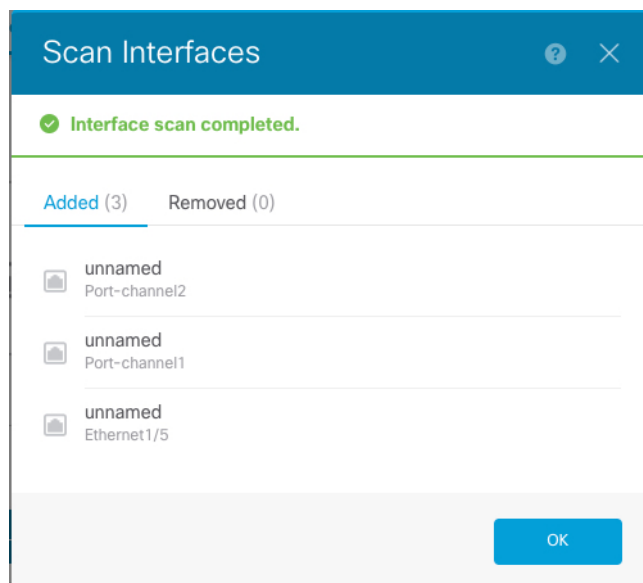 Scan Interfaces
Interface scan completed.
Added (3) Removed (0)
unnamed
Port-channel2
unnamed
Port-channel1
unnamed
Ethernet1/5
OK